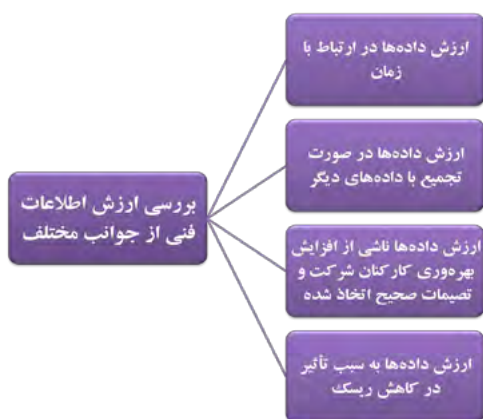 بررسی ارزش اطلاعات
فنی از جوانب مختلف
ارزش داده‌ها در ارتباط با
زمان
ارزش داده‌ها در صورت
تجمیع با داده‌های دیگر
ارزش داده‌ها ناشی از افزایش
بهره‌وری کارکنان شرکت و
تصیمات صحیح اتخاذ شده
ارزش داده‌ها به سبب تأثیر
در کاهش ریسک